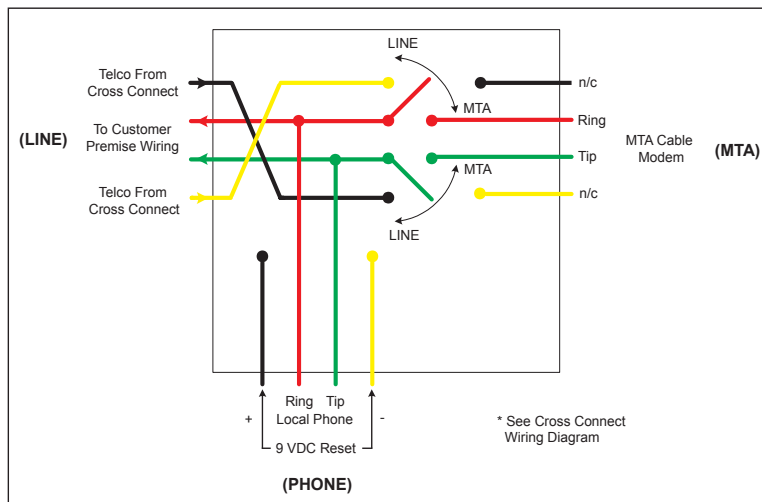 LINE
Telco From
Cross Connect
n/c
MTA
Ring
(LINE)
To Customer
Premise Wiring
MTA Cable
Modem
(MTA)
Tip
MTA
Telco From
Cross Connect
n/c
LINE
Ring Tip
+ Local Phone -
9 VDC Reset
* See Cross Connect
Wiring Diagram
(PHONE)